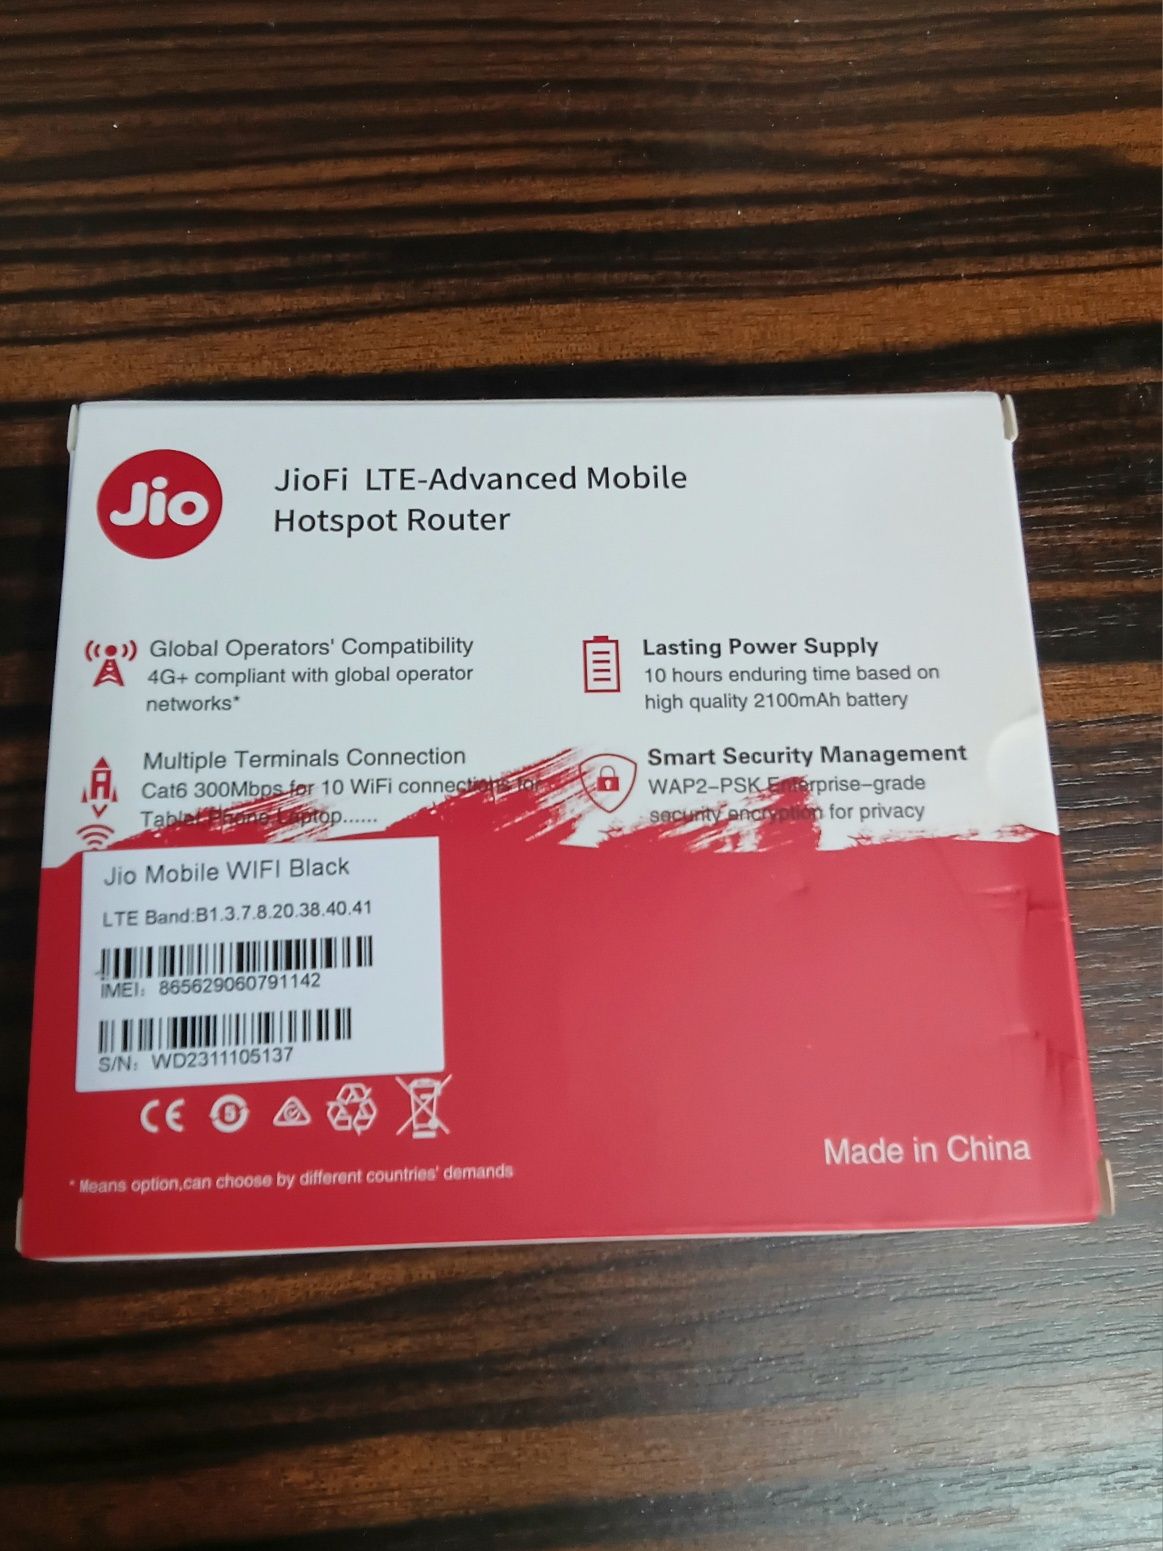 Jio
JioFi LTE-Advanced Mobile
Hotspot Router
Global Operators' Compatibility
4G+ compliant with global operator
networks*
Lasting Power Supply
10 hours enduring time based on
high quality 2100mAh battery
Multiple Terminals Connection
Cat6 300Mbps for 10 WiFi connections for
Tablet Phone Laptop......
Smart Security Management
WAP2-PSK Enterprise-grade
security encryption for privacy
Jio Mobile WIFI Black
LTE Band:B1.3.7.8.20.38.40.41
IMEI: 865629060791142
S/N: WD2311105137
CE
5
* Means option,can choose by different countries' demands
Made in China